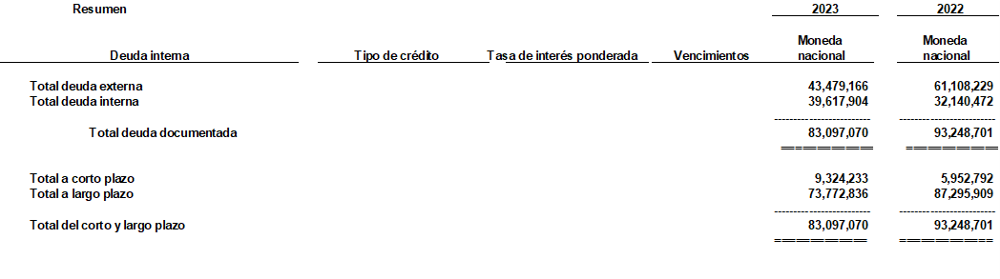 Resumen 2023 2022
Moneda Moneda
Deuda interna Tipo de crédito Tasa de interés ponderada Vencimientos nacional nacional
Total deuda externa 43,479,166 61,108,229
Total deuda interna 39,617,904 32,140,472
------------------------ ------------------------
Total deuda documentada 83,097,070 93,248,701
============== ==============
Total a corto plazo 9,324,233 5,952,792
Total a largo plazo 73,772,836 87,295,909
------------------------ ------------------------
Total del corto y largo plazo 83,097,070 93,248,701
============== ==============